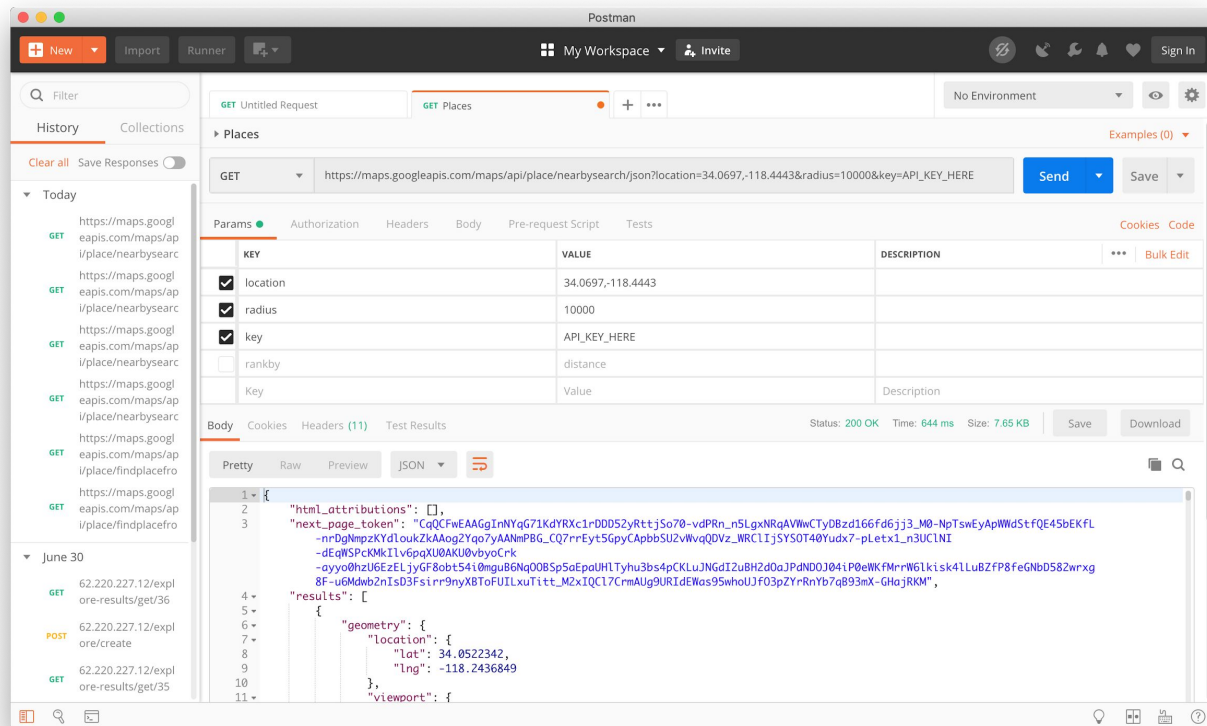 Postman
New
Import
Runner
My Workspace
Invite
Sign In
Filter
History Collections
Clear all Save Responses
Today
GET https://maps.googl
eapis.com/maps/ap
i/place/nearbysearc
GET https://maps.googl
eapis.com/maps/ap
i/place/nearbysearc
GET https://maps.googl
eapis.com/maps/ap
i/place/nearbysearc
GET https://maps.googl
eapis.com/maps/ap
i/place/nearbysearc
GET https://maps.googl
eapis.com/maps/ap
i/place/findplacefro
GET https://maps.googl
eapis.com/maps/ap
i/place/findplacefro
June 30
GET 62.220.227.12/expl
ore-results/get/36
POST 62.220.227.12/expl
ore/create
GET 62.220.227.12/expl
ore-results/get/35
GET Untitled Request
GET Places
No Environment
Places
Examples (0)
GET https://maps.googleapis.com/maps/api/place/nearbysearch/json?location=34.0697,-118.4443&radius=10000&key=API_KEY_HERE
Send
Save
Params Authorization Headers Body Pre-request Script Tests Cookies Code
KEY VALUE DESCRIPTION Bulk Edit
location 34.0697,-118.4443
radius 10000
key API_KEY_HERE
rankby distance
Key Value Description
Body Cookies Headers (11) Test Results Status: 200 OK Time: 644 ms Size: 7.65 KB Save Download
Pretty Raw Preview JSON
1 {
2 "html_attributions": [],
3 "next_page_token": "CqQCFwEAAGgInNYqG71KdYRXc1rDDD52yRttjSo70-vdPRn_n5LgxNRqAVWwCTyDBzd166fd6jj3_M0-NpTswEyApWWdStfQE45bEKfL
-nrDgNmpzKYdloukZkAAog2Yqo7yAANmPBG_CQ7rrEyt5GpyCApbbSU2vWvqQDVz_WRClIjSYSOT40Yudx7-pLetx1_n3UClNI
-dEqWSPcKMkIlv6pqXU0AKU0vbyoCrk
-ayyo0hzUG6EzELjyGF8obt54i0mguB6NqOOBSp5aEpaUHlTyhu3bs4pCKLuJNGdI2uBH2dOaJPdNDOJ04iP0eWKfMrrW6lkisk4lLuBZfP8feGNbD582wrxg
8F-u6Mdwb2nIsD3Fsirr9nyXBToFUILxuTitt_M2xIQCl7CrmAUg9URIdEWas95whoUJfO3pZYrRnYb7qB93mX-GHajRKM",
4 "results": [
5 {
6 "geometry": {
7 "location": {
8 "lat": 34.0522342,
9 "lng": -118.2436849
10 },
11 "viewport": {